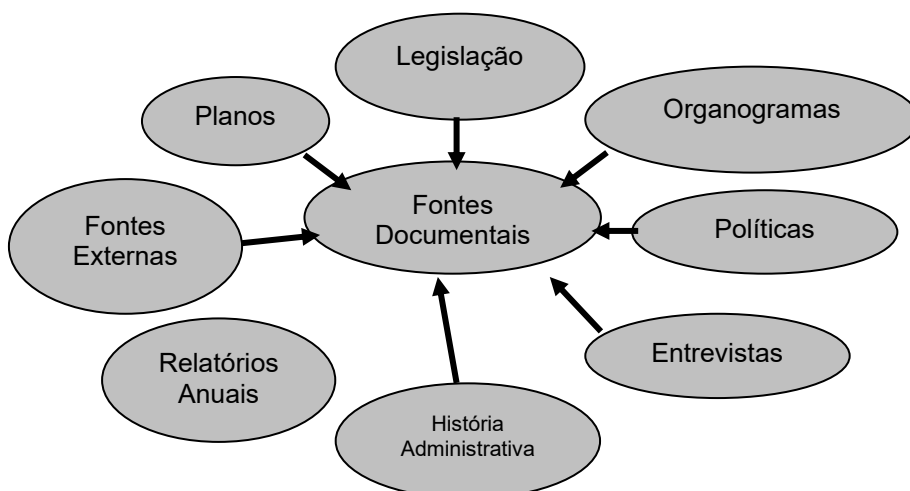 Legislação
Planos
Organogramas
Fontes
Documentais
Fontes
Externas
Políticas
Relatórios
Anuais
Entrevistas
História
Administrativa